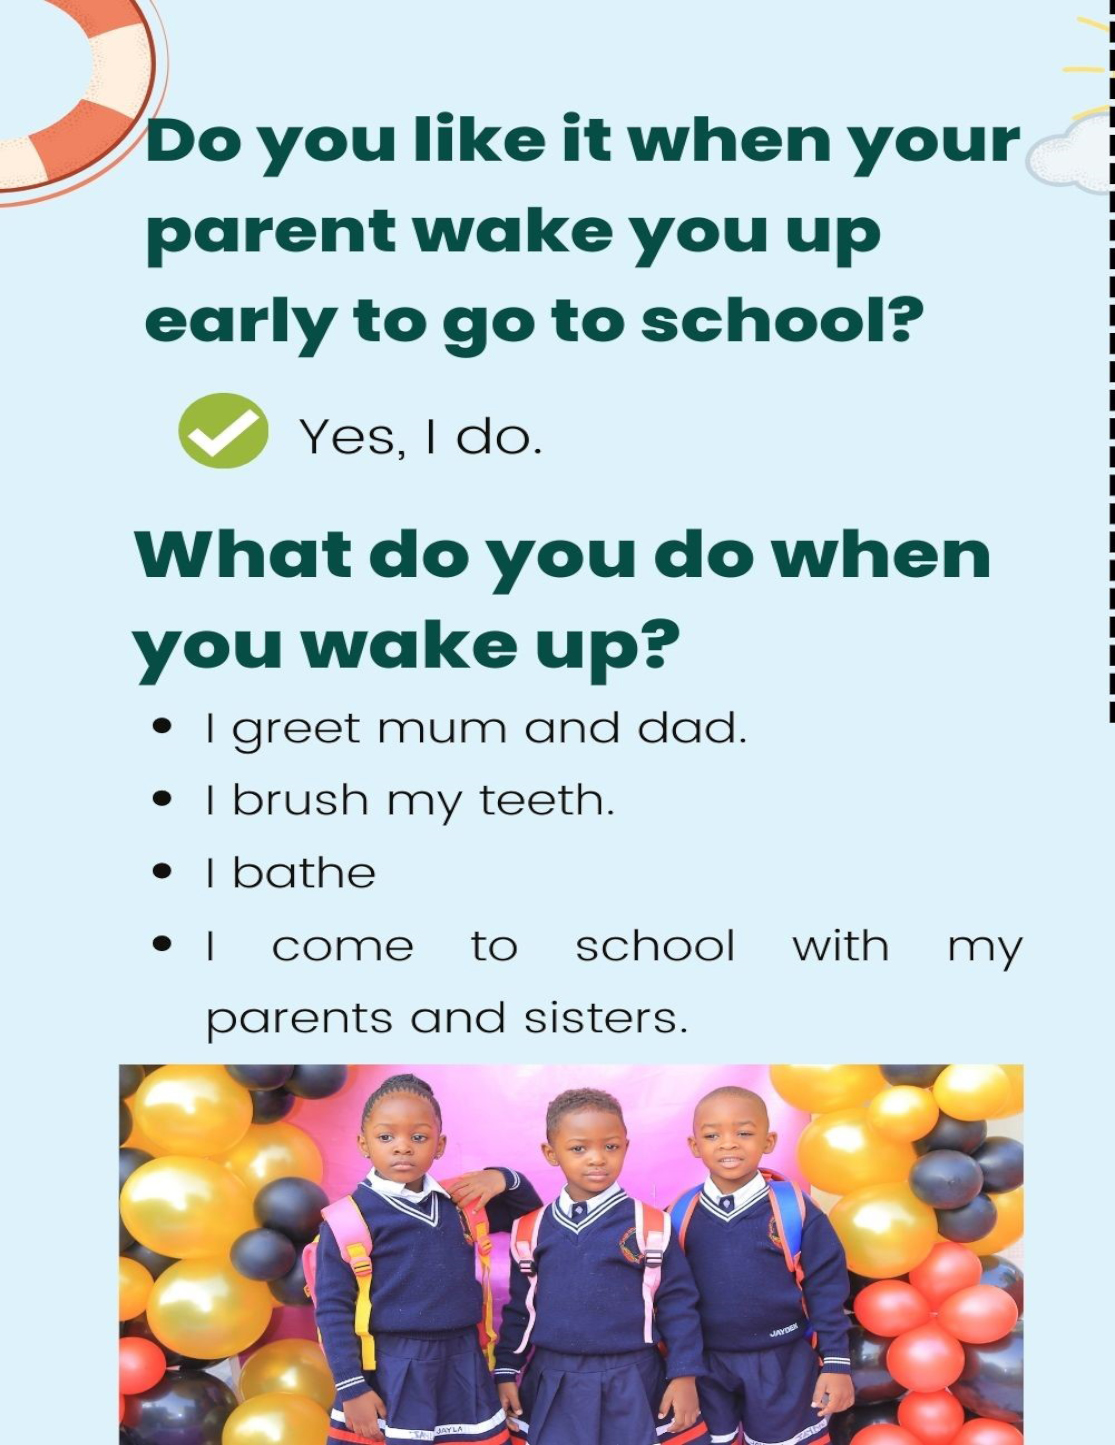 Do you like it when your
parent wake you up
early to go to school?
Yes, I do.
What do you do when
you wake up?
• I greet mum and dad.
• I brush my teeth.
• I bathe
• I come to school with my
parents and sisters.
JAYDEN
JAYLA